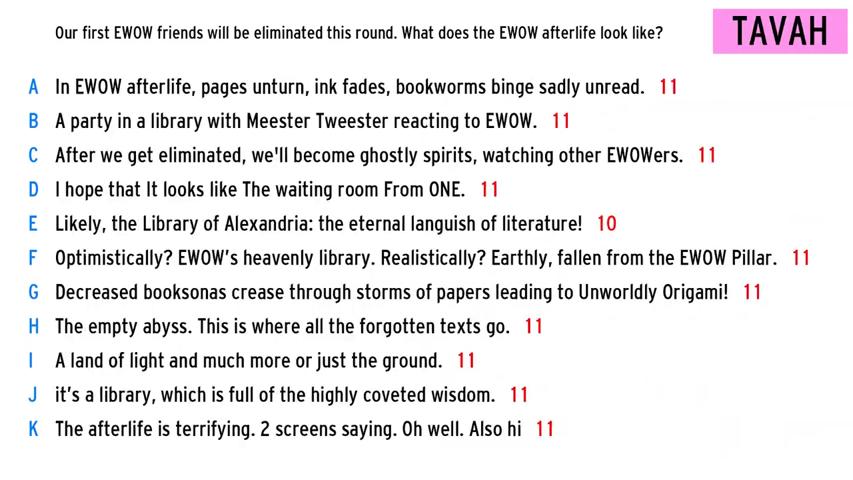 Our first EWOW friends will be eliminated this round. What does the EWOW afterlife look like?
TAVAH
A In EWOW afterlife, pages unturn, ink fades, bookworms binge sadly unread. 11
B A party in a library with Meester Tweester reacting to EWOW. 11
C After we get eliminated, we'll become ghostly spirits, watching other EWOWers. 11
D I hope that It looks like The waiting room From ONE. 11
E Likely, the Library of Alexandria: the eternal languish of literature! 10
F Optimistically? EWOW's heavenly library. Realistically? Earthly, fallen from the EWOW Pillar. 11
G Decreased booksonas crease through storms of papers leading to Unworldly Origami! 11
H The empty abyss. This is where all the forgotten texts go. 11
I A land of light and much more or just the ground. 11
J it's a library, which is full of the highly coveted wisdom. 11
K The afterlife is terrifying. 2 screens saying. Oh well. Also hi 11